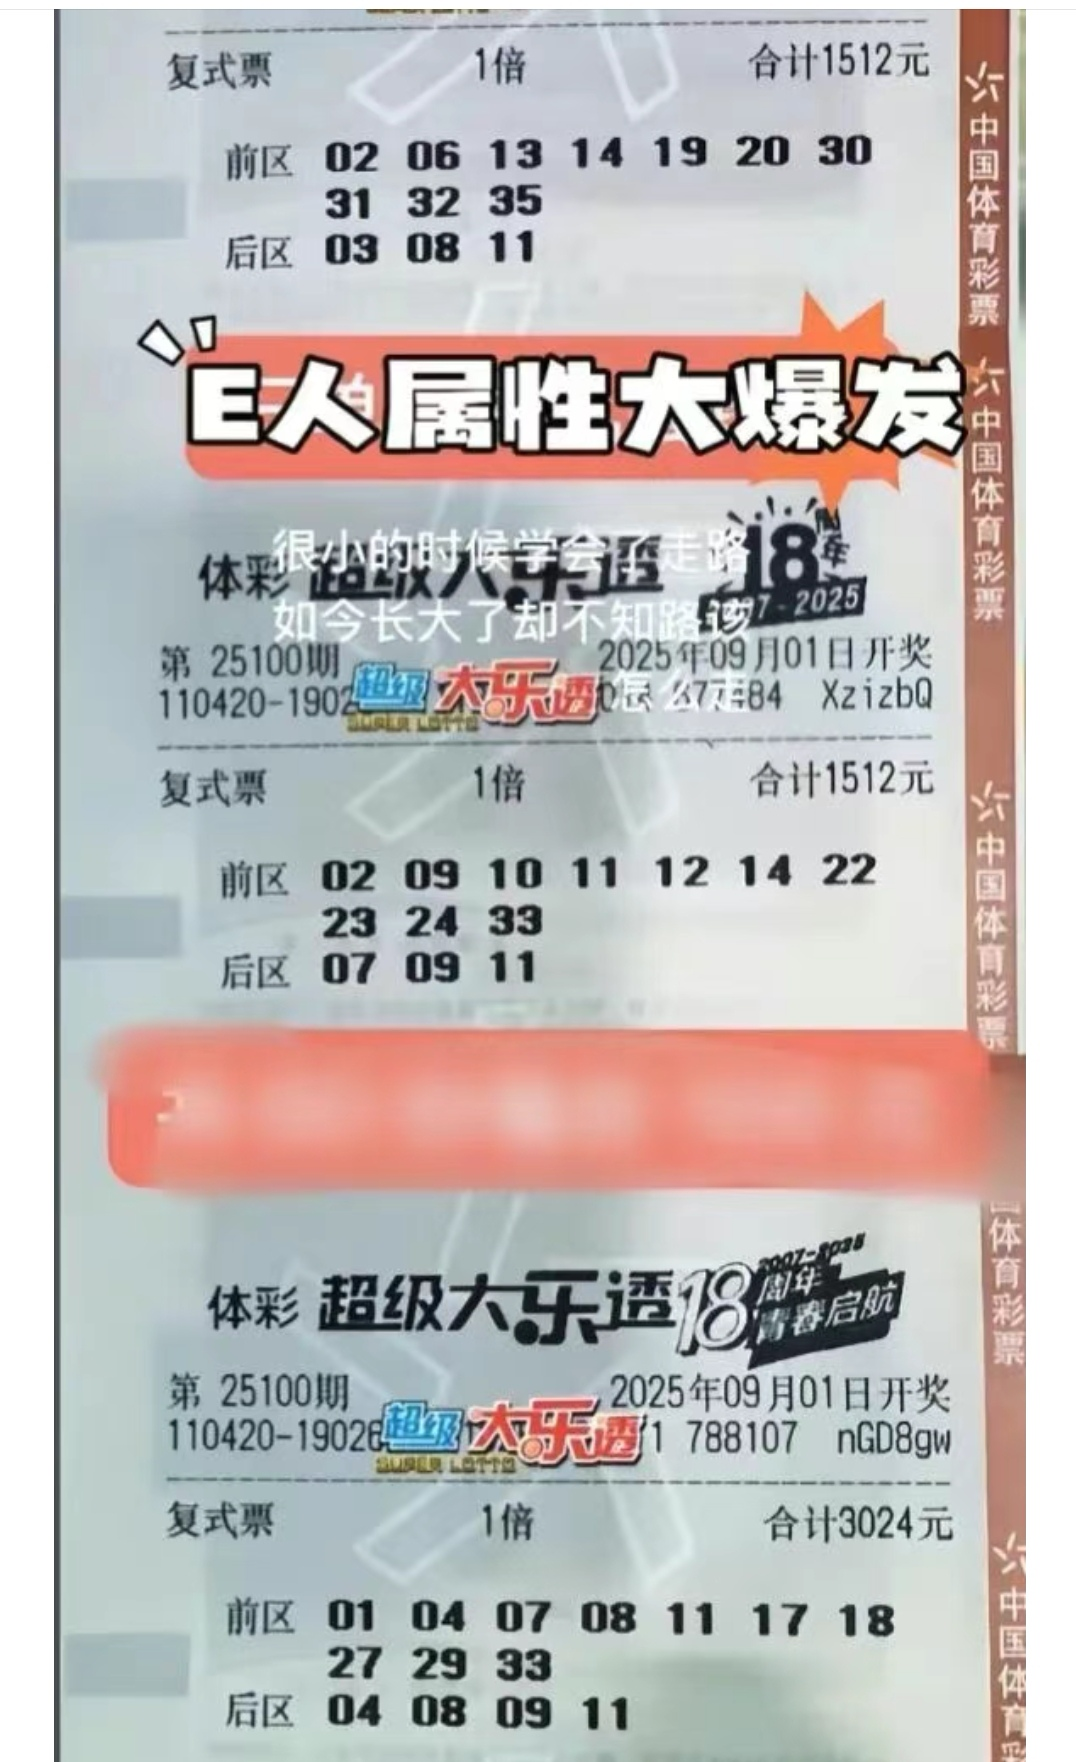 复式票 1倍 合计1512元
前区 02 06 13 14 19 20 30
31 32 35
后区 03 08 11
E人属性大爆发
很小的时候学会了走路
体彩 超级大乐透 18周年
如今长大了却不知路该
2007-2025
第 25100期 2025年09月01日开奖
怎么走
110420-1902 超级大乐透 84 XzizbQ
SUPER LOTTO
复式票 1倍 合计1512元
前区 02 09 10 11 12 14 22
23 24 33
后区 07 09 11
体彩 超级大乐透 18周年 2007-2025
青春启航
第 25100期 2025年09月01日开奖
110420-19026 超级大乐透 1 788107 nGD8gw
SUPER LOTTO
复式票 1倍 合计3024元
前区 01 04 07 08 11 17 18
27 29 33
后区 04 08 09 11
中国体育彩票
中国体育彩票
中国体育彩票
国体育彩票
中国体育彩